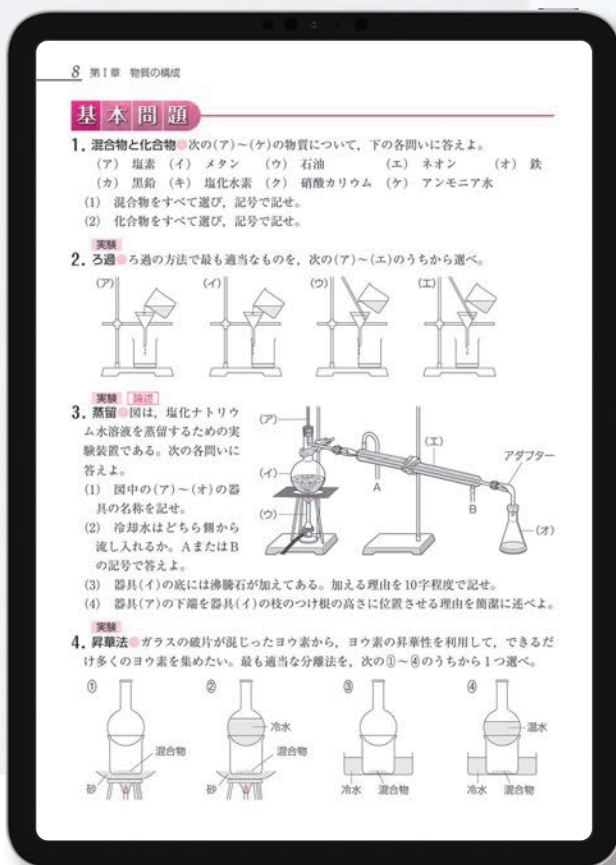 8 第Ⅰ章 物質の構成
基本問題
1. 混合物と化合物●次の(ア)〜(ケ)の物質について，下の各問いに答えよ。
(ア) 塩素 (イ) メタン (ウ) 石油 (エ) ネオン (オ) 鉄
(カ) 黒鉛 (キ) 塩化水素 (ク) 硝酸カリウム (ケ) アンモニア水
(1) 混合物をすべて選び，記号で記せ。
(2) 化合物をすべて選び，記号で記せ。
実験
2. ろ過●ろ過の方法で最も適当なものを，次の(ア)〜(エ)のうちから選べ。
(ア) (イ) (ウ) (エ)
実験 論述
3. 蒸留●図は，塩化ナトリウ
ム水溶液を蒸留するための実
験装置である。次の各問いに
答えよ。
(1) 図中の(ア)〜(オ)の器
具の名称を記せ。
(2) 冷却水はどちら側から
流し入れるか。AまたはB
の記号で答えよ。
(ア)
(イ)
(ウ)
(エ)
アダプター
A
B
(オ)
(3) 器具(イ)の底には沸騰石が加えてある。加える理由を10字程度で記せ。
(4) 器具(ア)の下端を器具(イ)の枝のつけ根の高さに位置させる理由を簡潔に述べよ。
実験
4. 昇華法●ガラスの破片が混じったヨウ素から，ヨウ素の昇華性を利用して，できるだ
け多くのヨウ素を集めたい。最も適当な分離法を，次の①〜④のうちから1つ選べ。
① ② ③ ④
混合物
砂
冷水
混合物
砂
冷水 混合物
温水
冷水 混合物